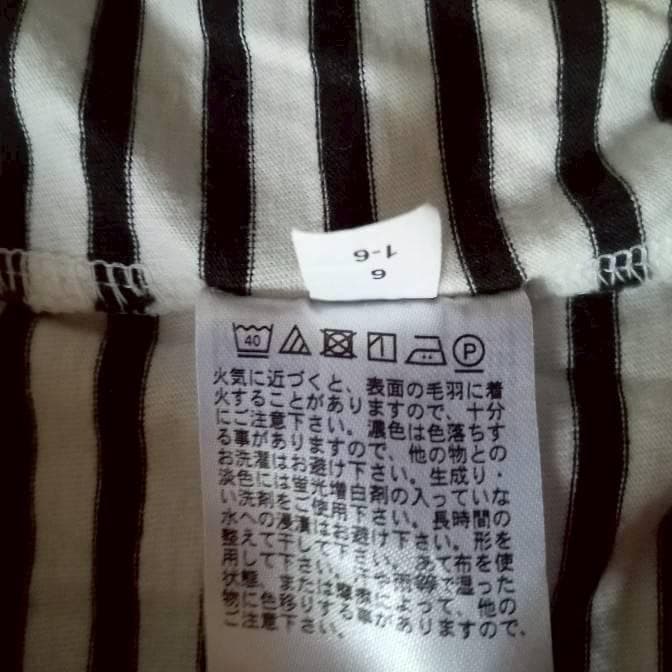 6
1-6
40
P
火気に近づくと、表面の毛羽に着
火することがありますので、十分
にご注意下さい。濃色は色落ちす
る事がありますので、他の物との
お洗濯はお避け下さい。生成り・
淡色には蛍光増白剤の入っていな
い洗剤をご使用下さい。長時間の
水への浸漬はお避け下さい。形を
整えて干して下さい。あて布を使
用して下さい。汗や雨等で湿った
状態、または摩擦によって、他の
物に色移りする事がありますので、
ご注意下さい。